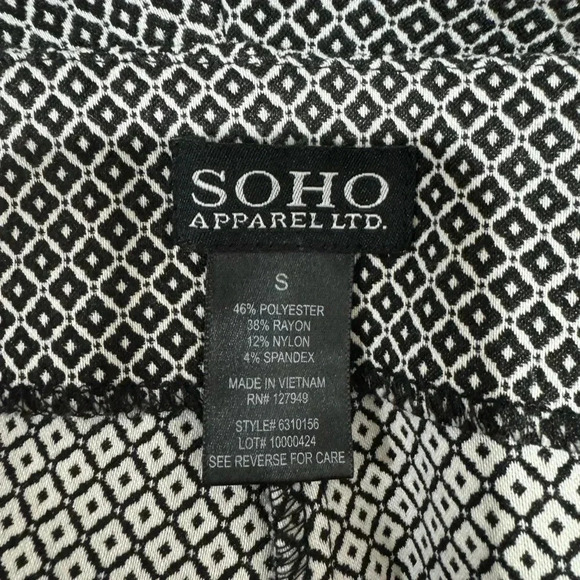 SOHO
APPAREL LTD.
S
46% POLYESTER
38% RAYON
12% NYLON
4% SPANDEX
MADE IN VIETNAM
RN# 127949
STYLE# 6310156
LOT# 10000424
SEE REVERSE FOR CARE